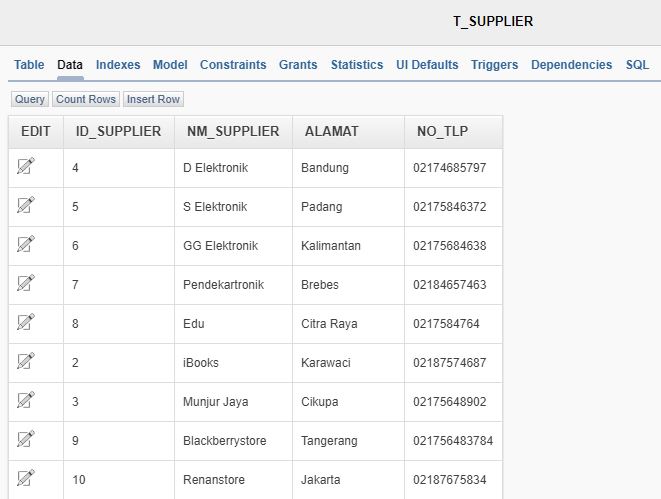 T_SUPPLIER
Table Data Indexes Model Constraints Grants Statistics UI Defaults Triggers Dependencies SQL
Query Count Rows Insert Row
EDIT ID_SUPPLIER NM_SUPPLIER ALAMAT NO_TLP
4 D Elektronik Bandung 02174685797
5 S Elektronik Padang 02175846372
6 GG Elektronik Kalimantan 02175684638
7 Pendekartronik Brebes 02184657463
8 Edu Citra Raya 0217584764
2 iBooks Karawaci 02187574687
3 Munjur Jaya Cikupa 02175648902
9 Blackberrystore Tangerang 021756483784
10 Renanstore Jakarta 02187675834